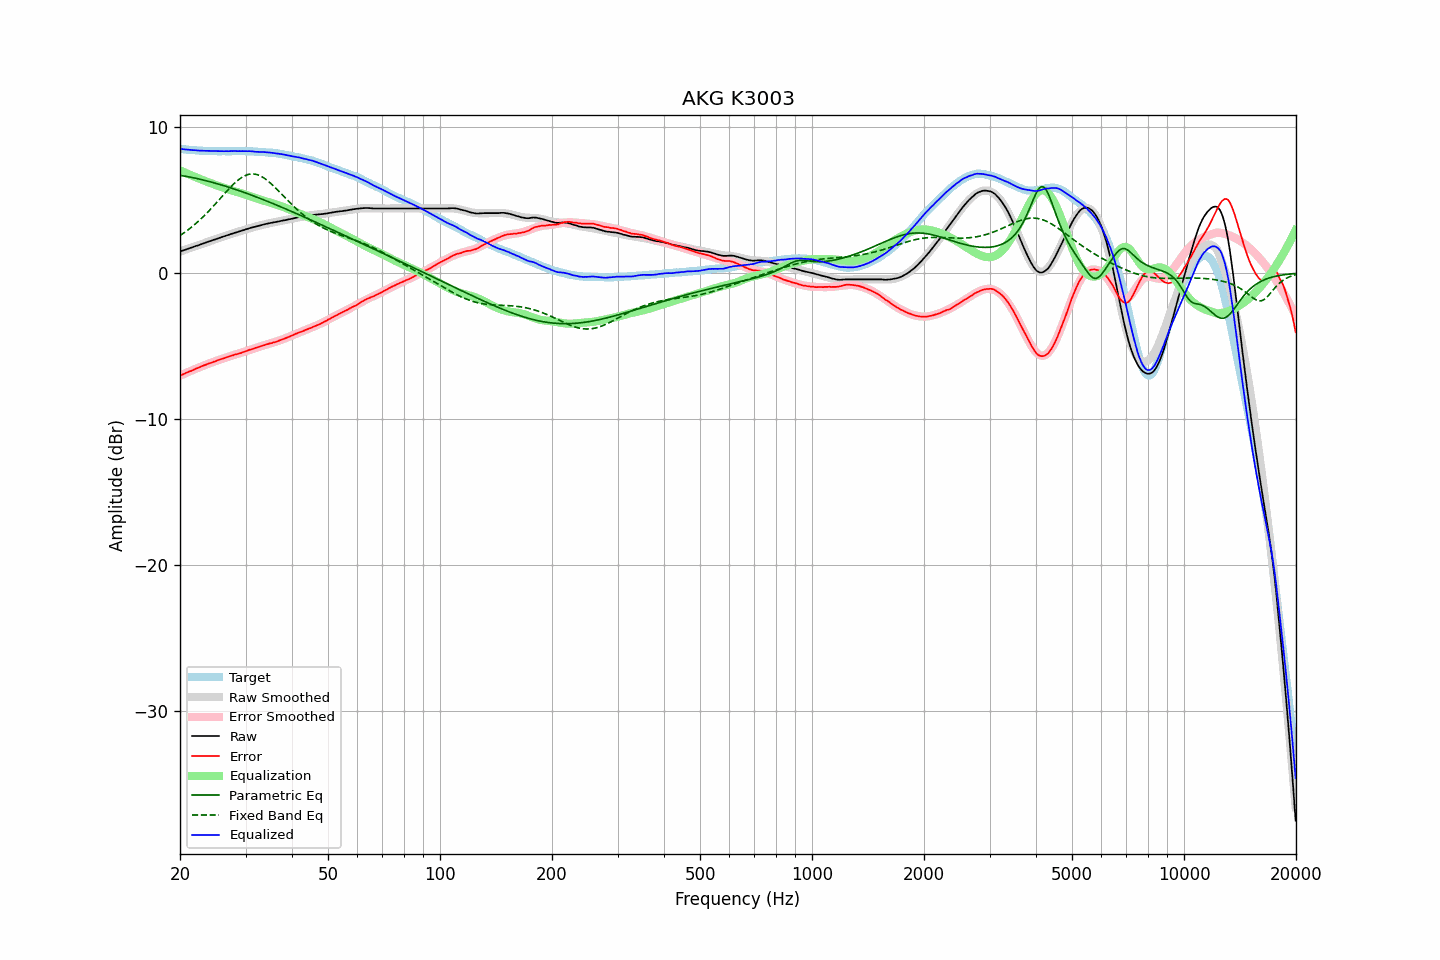 AKG K3003
10
0
−10
−20
−30
Amplitude (dBr)
Target
Raw Smoothed
Error Smoothed
Raw
Error
Equalization
Parametric Eq
Fixed Band Eq
Equalized
20 50 100 200 500 1000 2000 5000 10000 20000
Frequency (Hz)